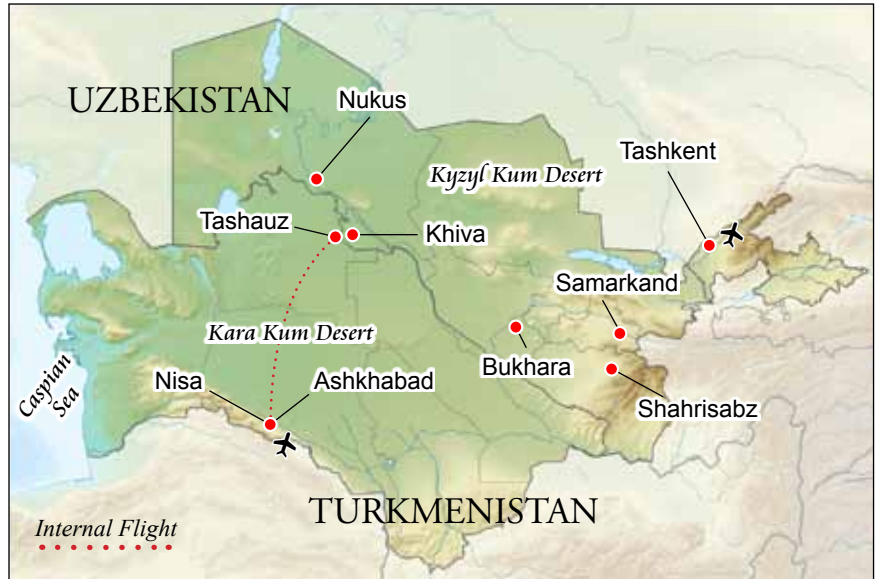 UZBEKISTAN
Nukus
Tashkent
Kyzyl Kum Desert
Tashauz
Khiva
Samarkand
Kara Kum Desert
Bukhara
Caspian
Sea
Nisa
Ashkhabad
Shahrisabz
TURKMENISTAN
Internal Flight